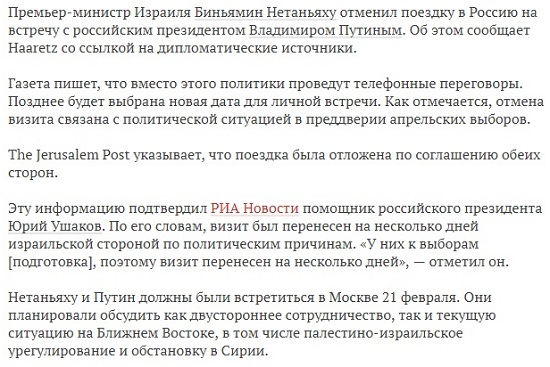 Премьер-министр Израиля Биньямин Нетаньяху отменил поездку в Россию на
встречу с российским президентом Владимиром Путиным. Об этом сообщает
Haaretz со ссылкой на дипломатические источники.
Газета пишет, что вместо этого политики проведут телефонные переговоры.
Позднее будет выбрана новая дата для личной встречи. Как отмечается, отмена
визита связана с политической ситуацией в преддверии апрельских выборов.
The Jerusalem Post указывает, что поездка была отложена по соглашению обеих
сторон.
Эту информацию подтвердил РИА Новости помощник российского президента
Юрий Ушаков. По его словам, визит был перенесен на несколько дней
израильской стороной по политическим причинам. «У них к выборам
[подготовка], поэтому визит перенесен на несколько дней», — отметил он.
Нетаньяху и Путин должны были встретиться в Москве 21 февраля. Они
планировали обсудить как двустороннее сотрудничество, так и текущую
ситуацию на Ближнем Востоке, в том числе палестино-израильское
урегулирование и обстановку в Сирии.